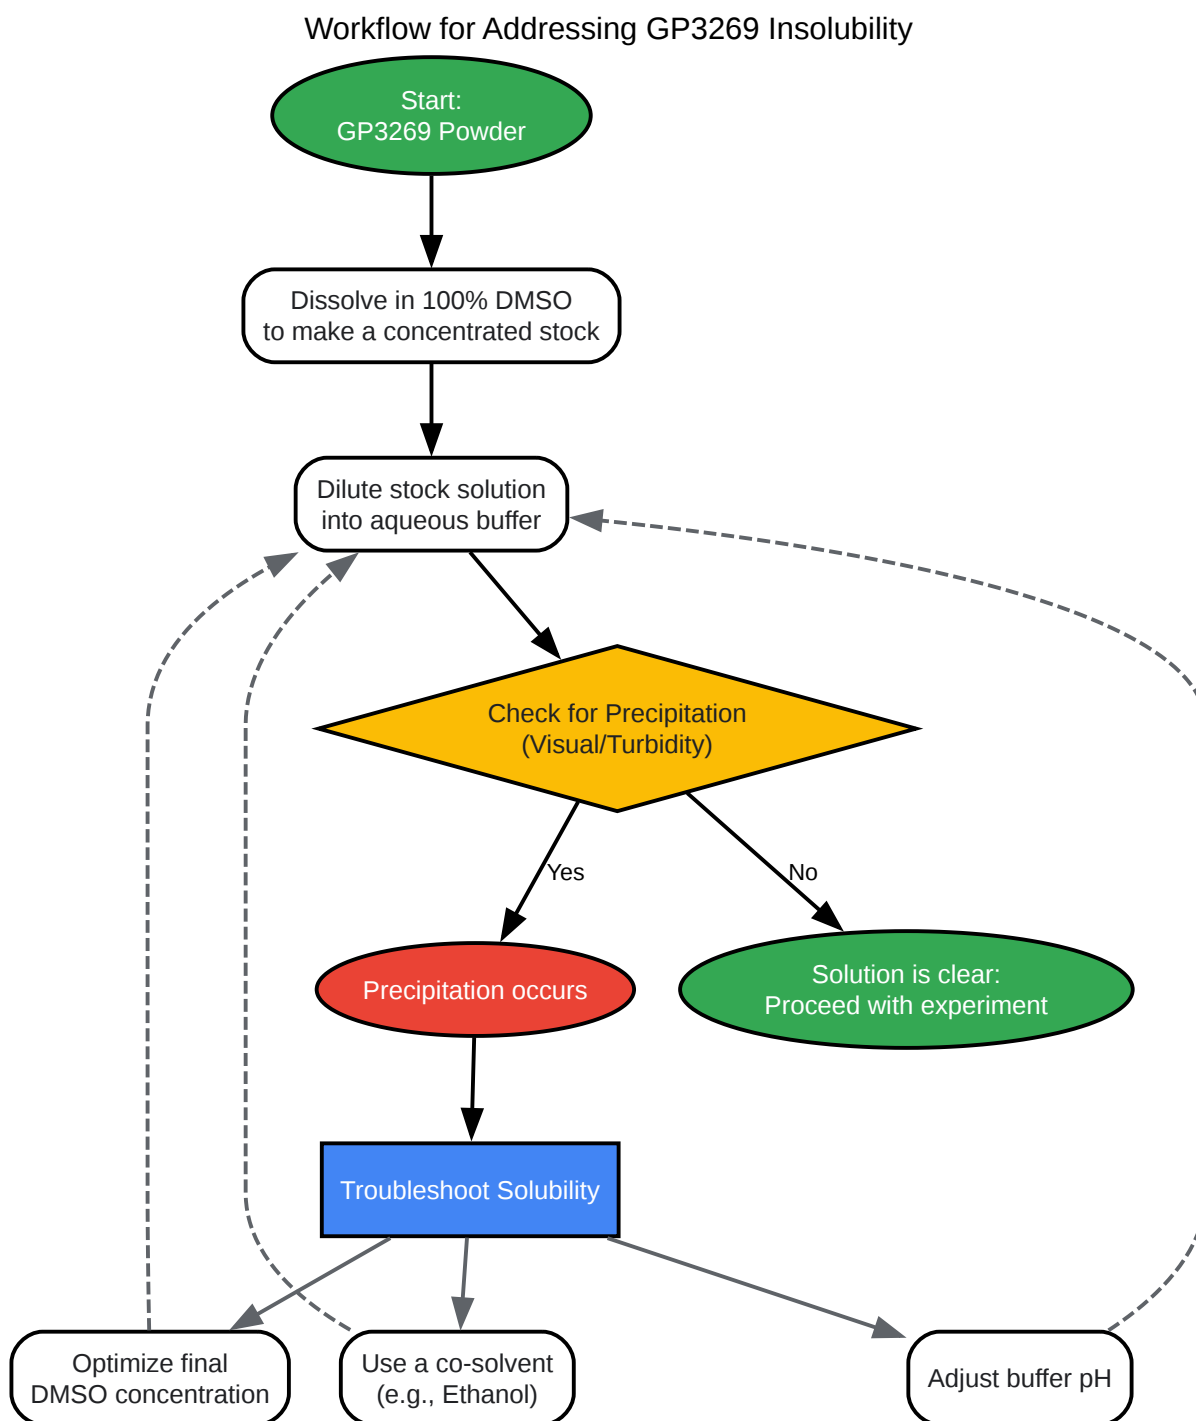 Workflow for Addressing GP3269 Insolubility
Start:
GP3269 Powder
Dissolve in 100% DMSO
to make a concentrated stock
Dilute stock solution
into aqueous buffer
Check for Precipitation
(Visual/Turbidity)
Yes
No
Precipitation occurs
Solution is clear:
Proceed with experiment
Troubleshoot Solubility
Optimize final
DMSO concentration
Use a co-solvent
(e.g., Ethanol)
Adjust buffer pH